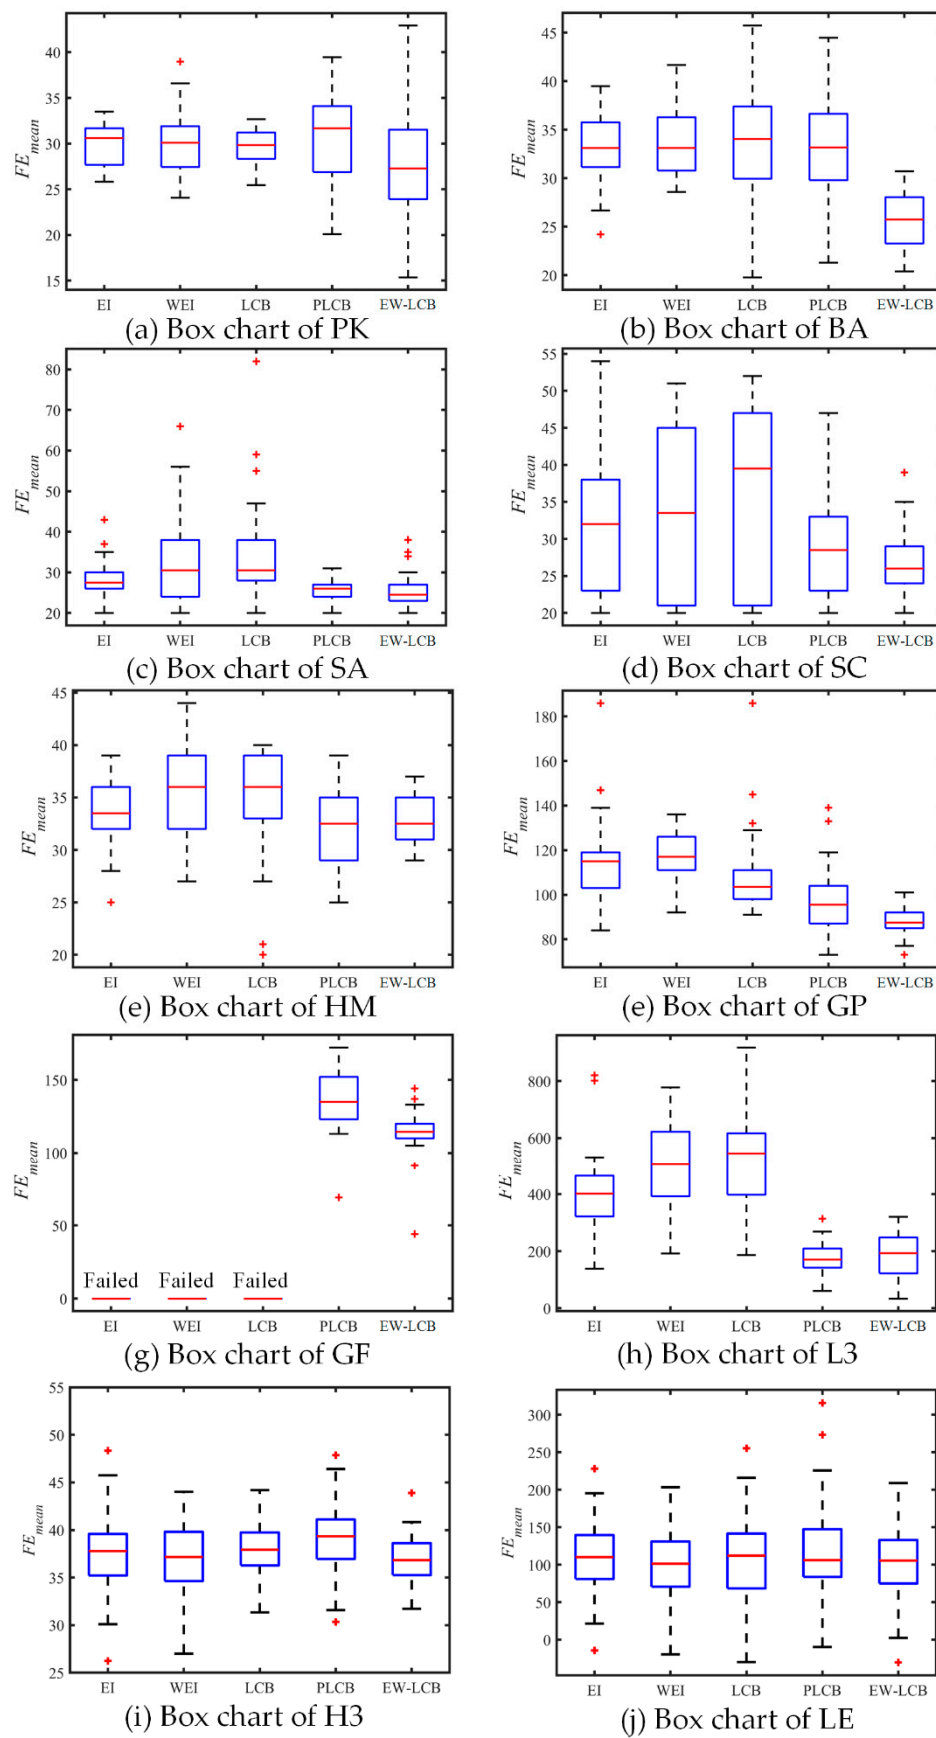 40
35
30
25
20
15
FE_mean
EI WEI LCB PLCB EW-LCB
(a) Box chart of PK
45
40
35
30
25
20
FE_mean
EI WEI LCB PLCB EW-LCB
(b) Box chart of BA
80
70
60
50
40
30
20
FE_mean
EI WEI LCB PLCB EW-LCB
(c) Box chart of SA
55
50
45
40
35
30
25
20
FE_mean
EI WEI LCB PLCB EW-LCB
(d) Box chart of SC
45
40
35
30
25
20
FE_mean
EI WEI LCB PLCB EW-LCB
(e) Box chart of HM
180
160
140
120
100
80
FE_mean
EI WEI LCB PLCB EW-LCB
(e) Box chart of GP
150
100
50
0
FE_mean
Failed Failed Failed
EI WEI LCB PLCB EW-LCB
(g) Box chart of GF
800
600
400
200
0
FE_mean
EI WEI LCB PLCB EW-LCB
(h) Box chart of L3
55
50
45
40
35
30
25
FE_mean
EI WEI LCB PLCB EW-LCB
(i) Box chart of H3
300
250
200
150
100
50
0
FE_mean
EI WEI LCB PLCB EW-LCB
(j) Box chart of LE